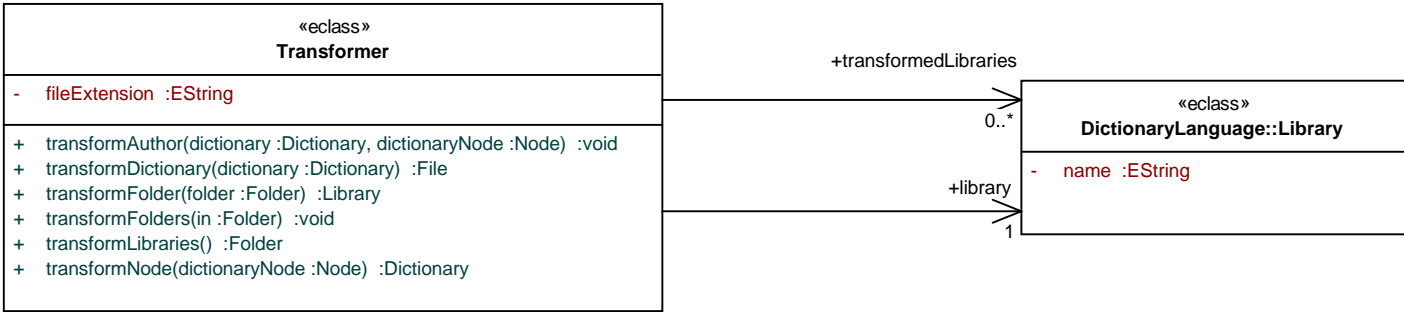 «eclass»
Transformer
- fileExtension :EString
+ transformAuthor(dictionary :Dictionary, dictionaryNode :Node) :void
+ transformDictionary(dictionary :Dictionary) :File
+ transformFolder(folder :Folder) :Library
+ transformFolders(in :Folder) :void
+ transformLibraries() :Folder
+ transformNode(dictionaryNode :Node) :Dictionary
+transformedLibraries
0..*
+library
1
«eclass»
DictionaryLanguage::Library
- name :EString